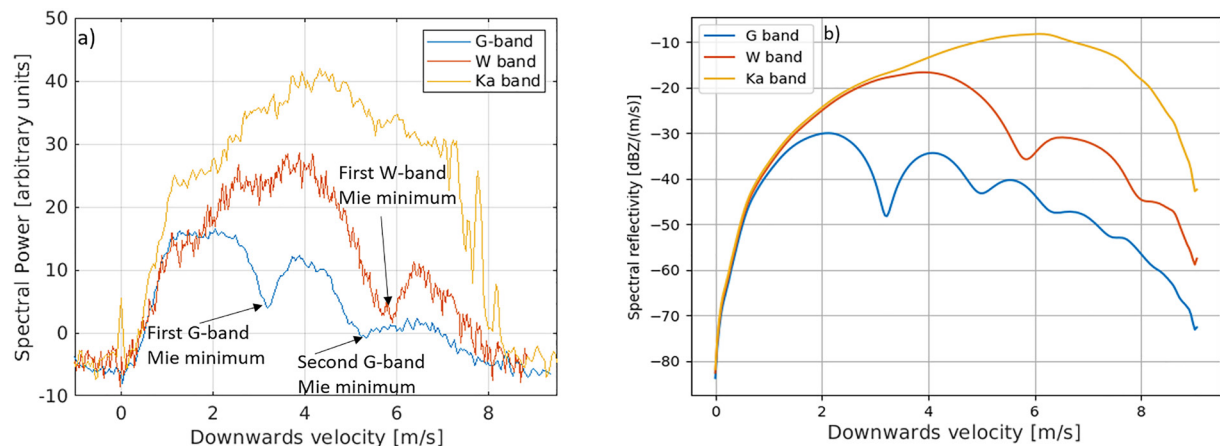 a)
G-band
W band
Ka band
First W-band
Mie minimum
First G-band
Mie minimum
Second G-band
Mie minimum
50
40
30
20
10
0
-10
0
2
4
6
8
Spectral Power [arbitrary units]
Downwards velocity [m/s]
b)
G band
W band
Ka band
−10
−20
−30
−40
−50
−60
−70
−80
0
2
4
6
8
Spectral reflectivity [dBZ/(m/s)]
Downwards velocity [m/s]